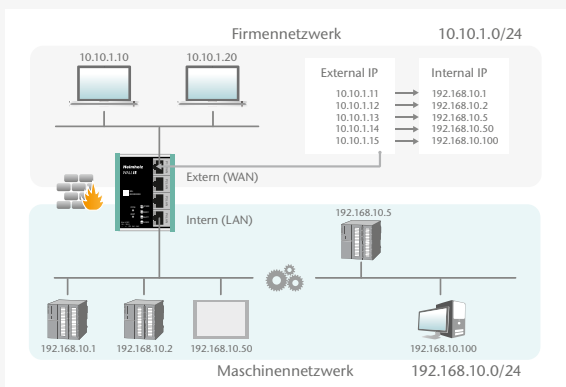 Firmennetzwerk 10.10.1.0/24
10.10.1.10
10.10.1.20
External IP Internal IP
10.10.1.11 192.168.10.1
10.10.1.12 192.168.10.2
10.10.1.13 192.168.10.5
10.10.1.14 192.168.10.50
10.10.1.15 192.168.10.100
Helmholz
WALL IE
Extern (WAN)
Intern (LAN)
192.168.10.5
192.168.10.1
192.168.10.2
192.168.10.50
192.168.10.100
Maschinennetzwerk 192.168.10.0/24